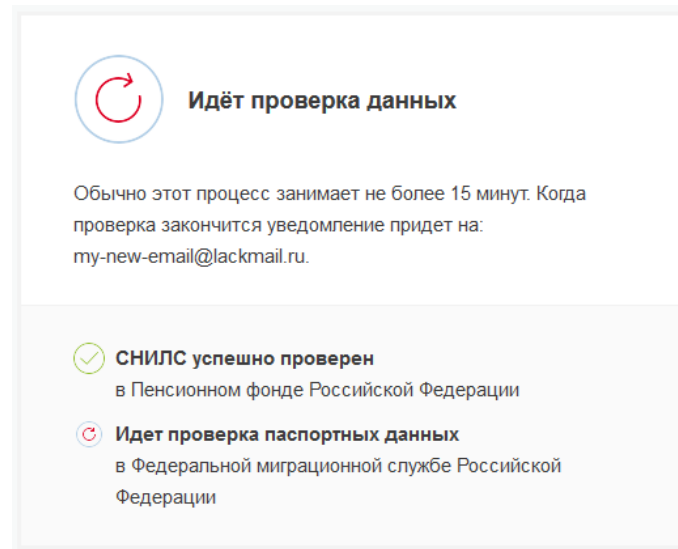 Идёт проверка данных
Обычно этот процесс занимает не более 15 минут. Когда
проверка закончится уведомление придет на:
my-new-email@lackmail.ru.
СНИЛС успешно проверен
в Пенсионном фонде Российской Федерации
Идет проверка паспортных данных
в Федеральной миграционной службе Российской
Федерации